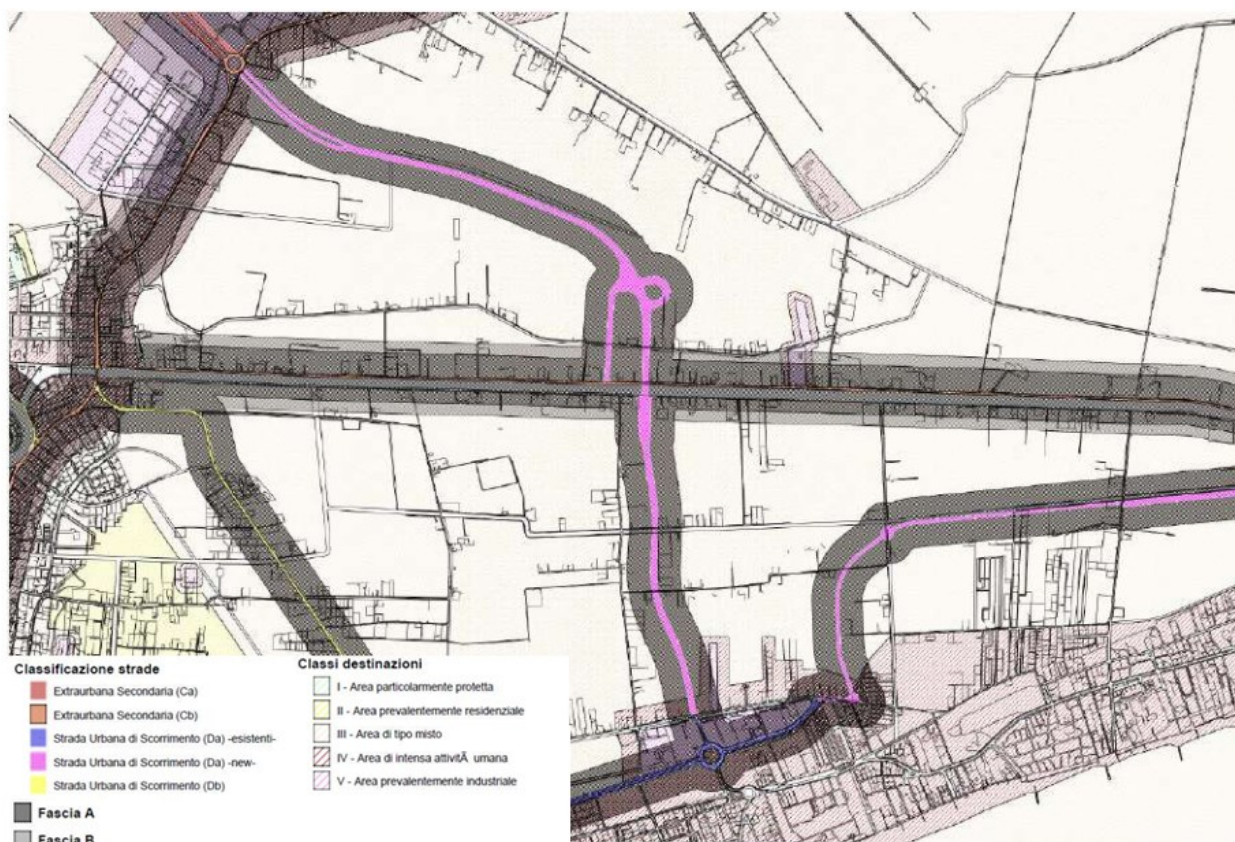 Classificazione strade
Extraurbana Secondaria (Ca)
Extraurbana Secondaria (Cb)
Strada Urbana di Scorrimento (Da) -esistenti-
Strada Urbana di Scorrimento (Da) -new-
Strada Urbana di Scorrimento (Db)
Fascia A
Fascia B
Classi destinazioni
I - Area particolarmente protetta
II - Area prevalentemente residenziale
III - Area di tipo misto
IV - Area di intensa attivitÃ umana
V - Area prevalentemente industriale